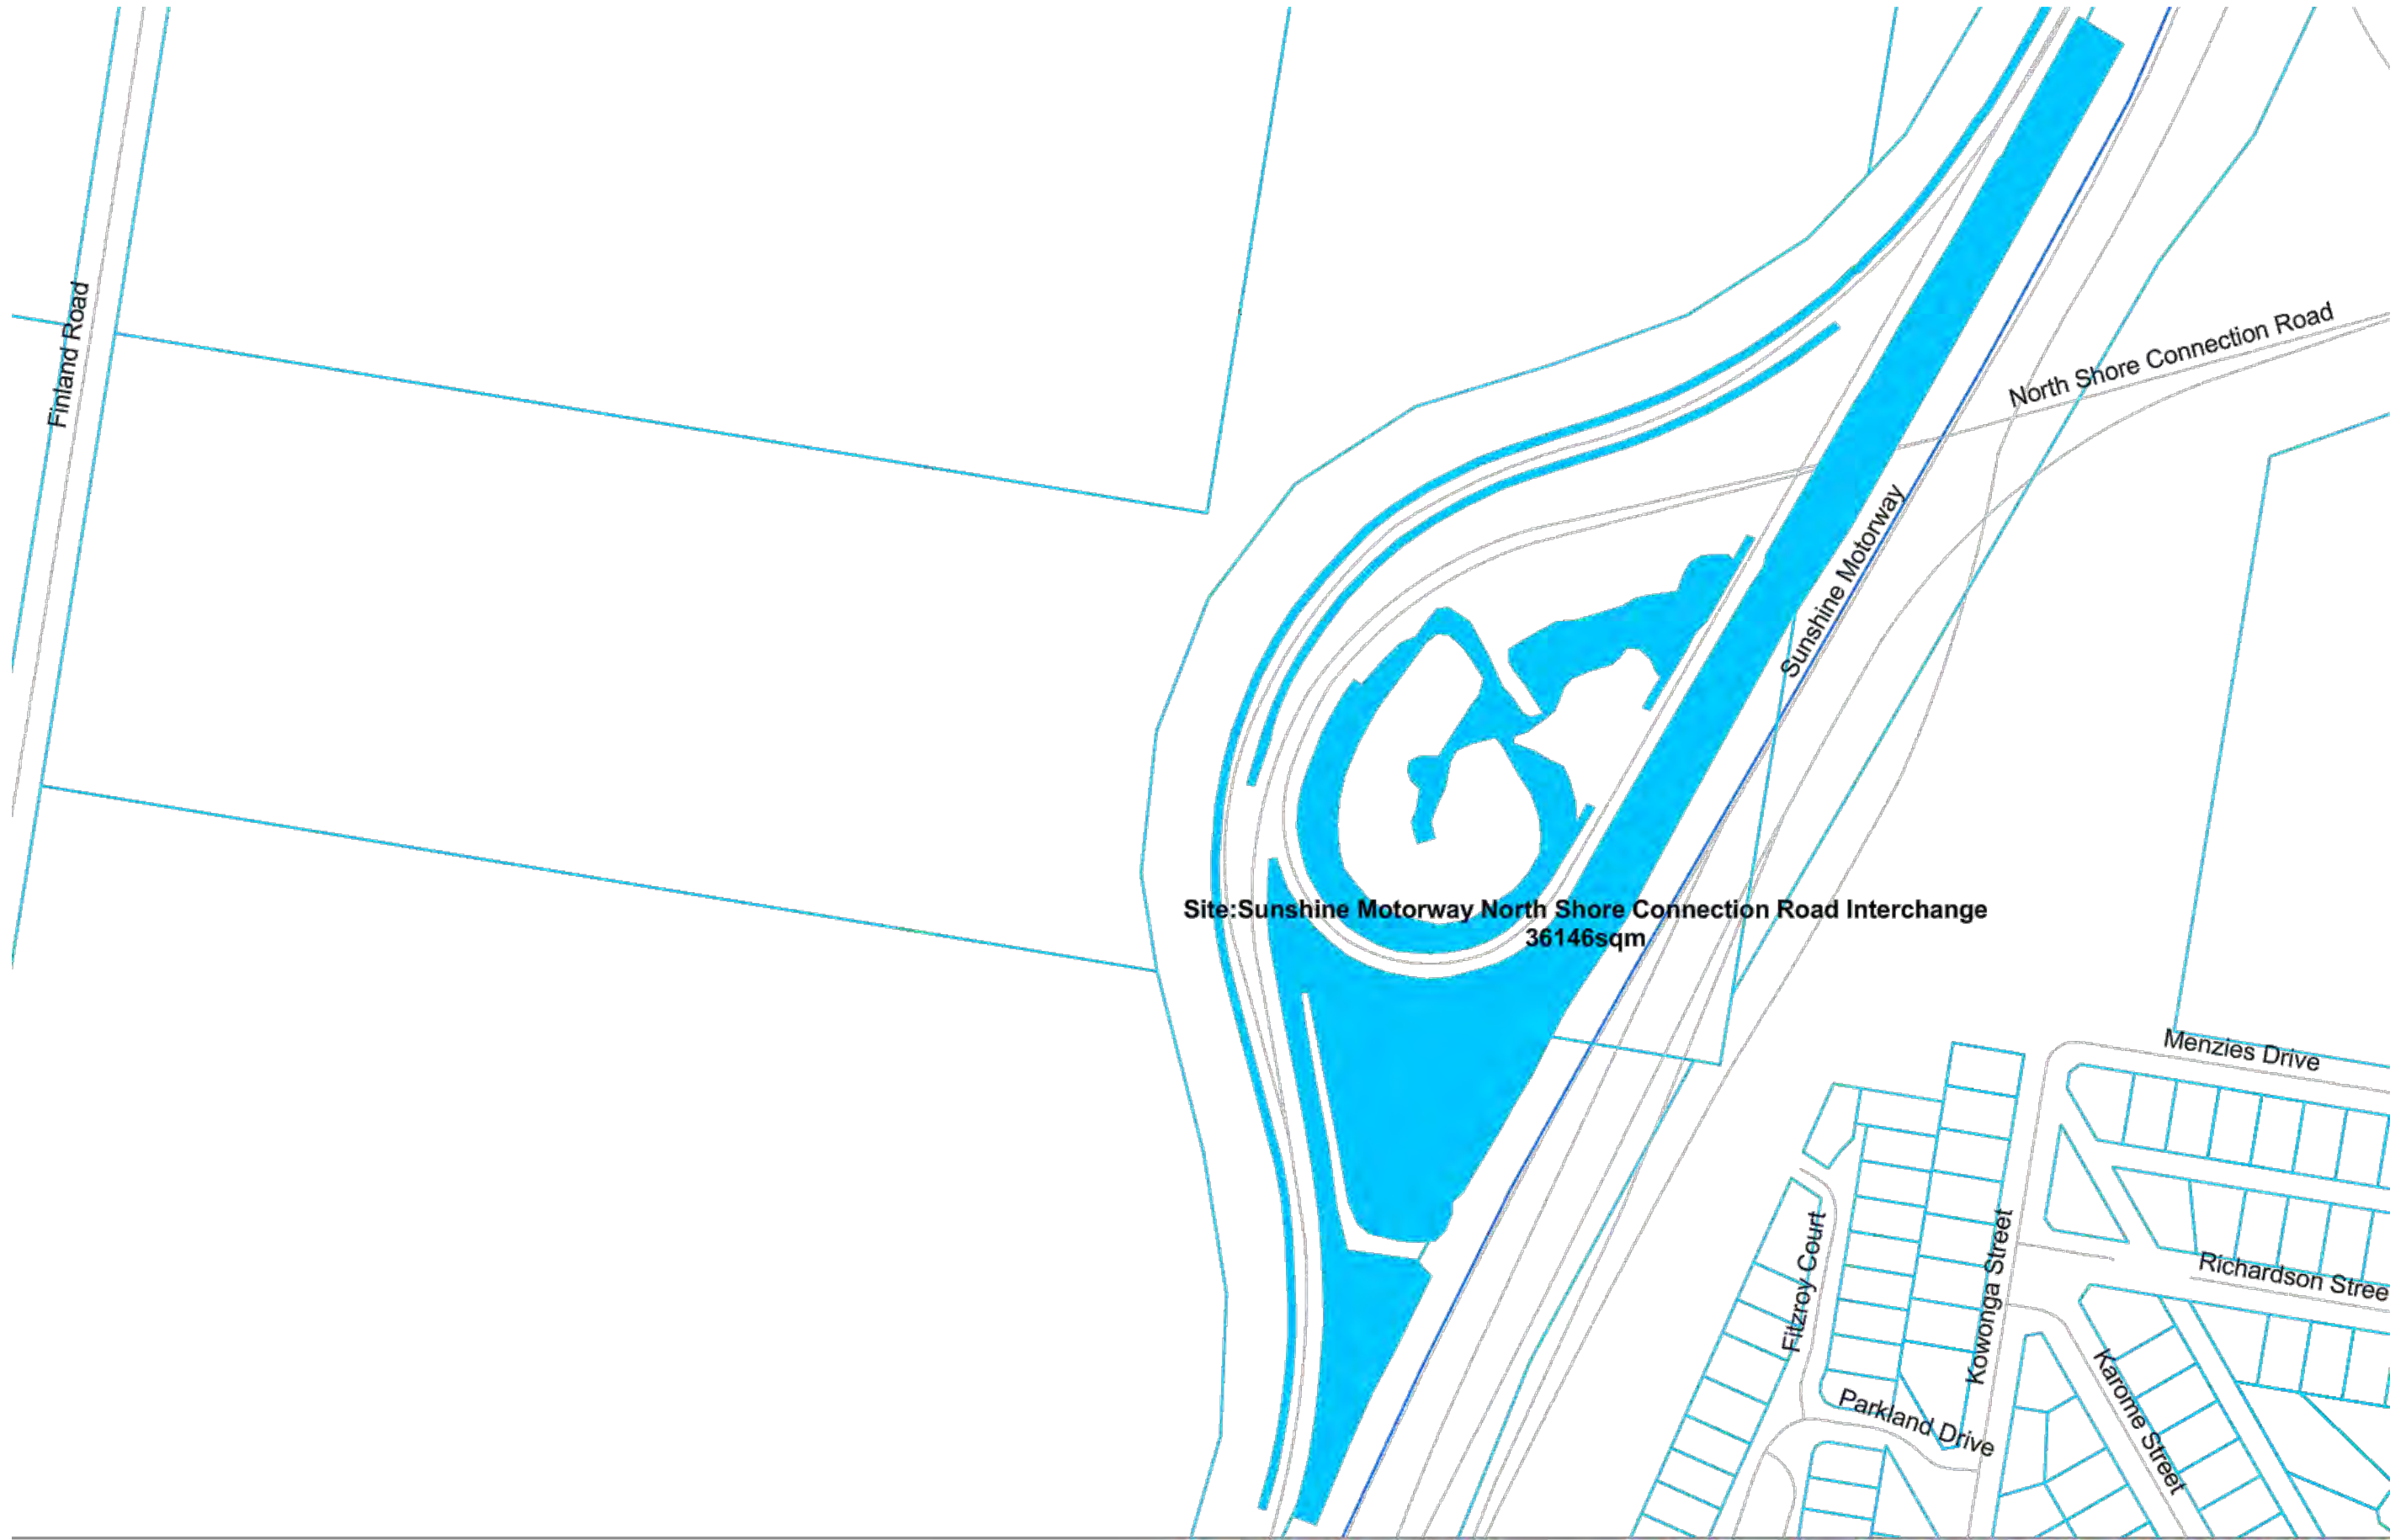 Finland Road
North Shore Connection Road
Sunshine Motorway
Site:Sunshine Motorway North Shore Connection Road Interchange
36146sqm
Menzies Drive
Fitzroy Court
Kowonga Street
Richardson Stree
Karome Street
Parkland Drive